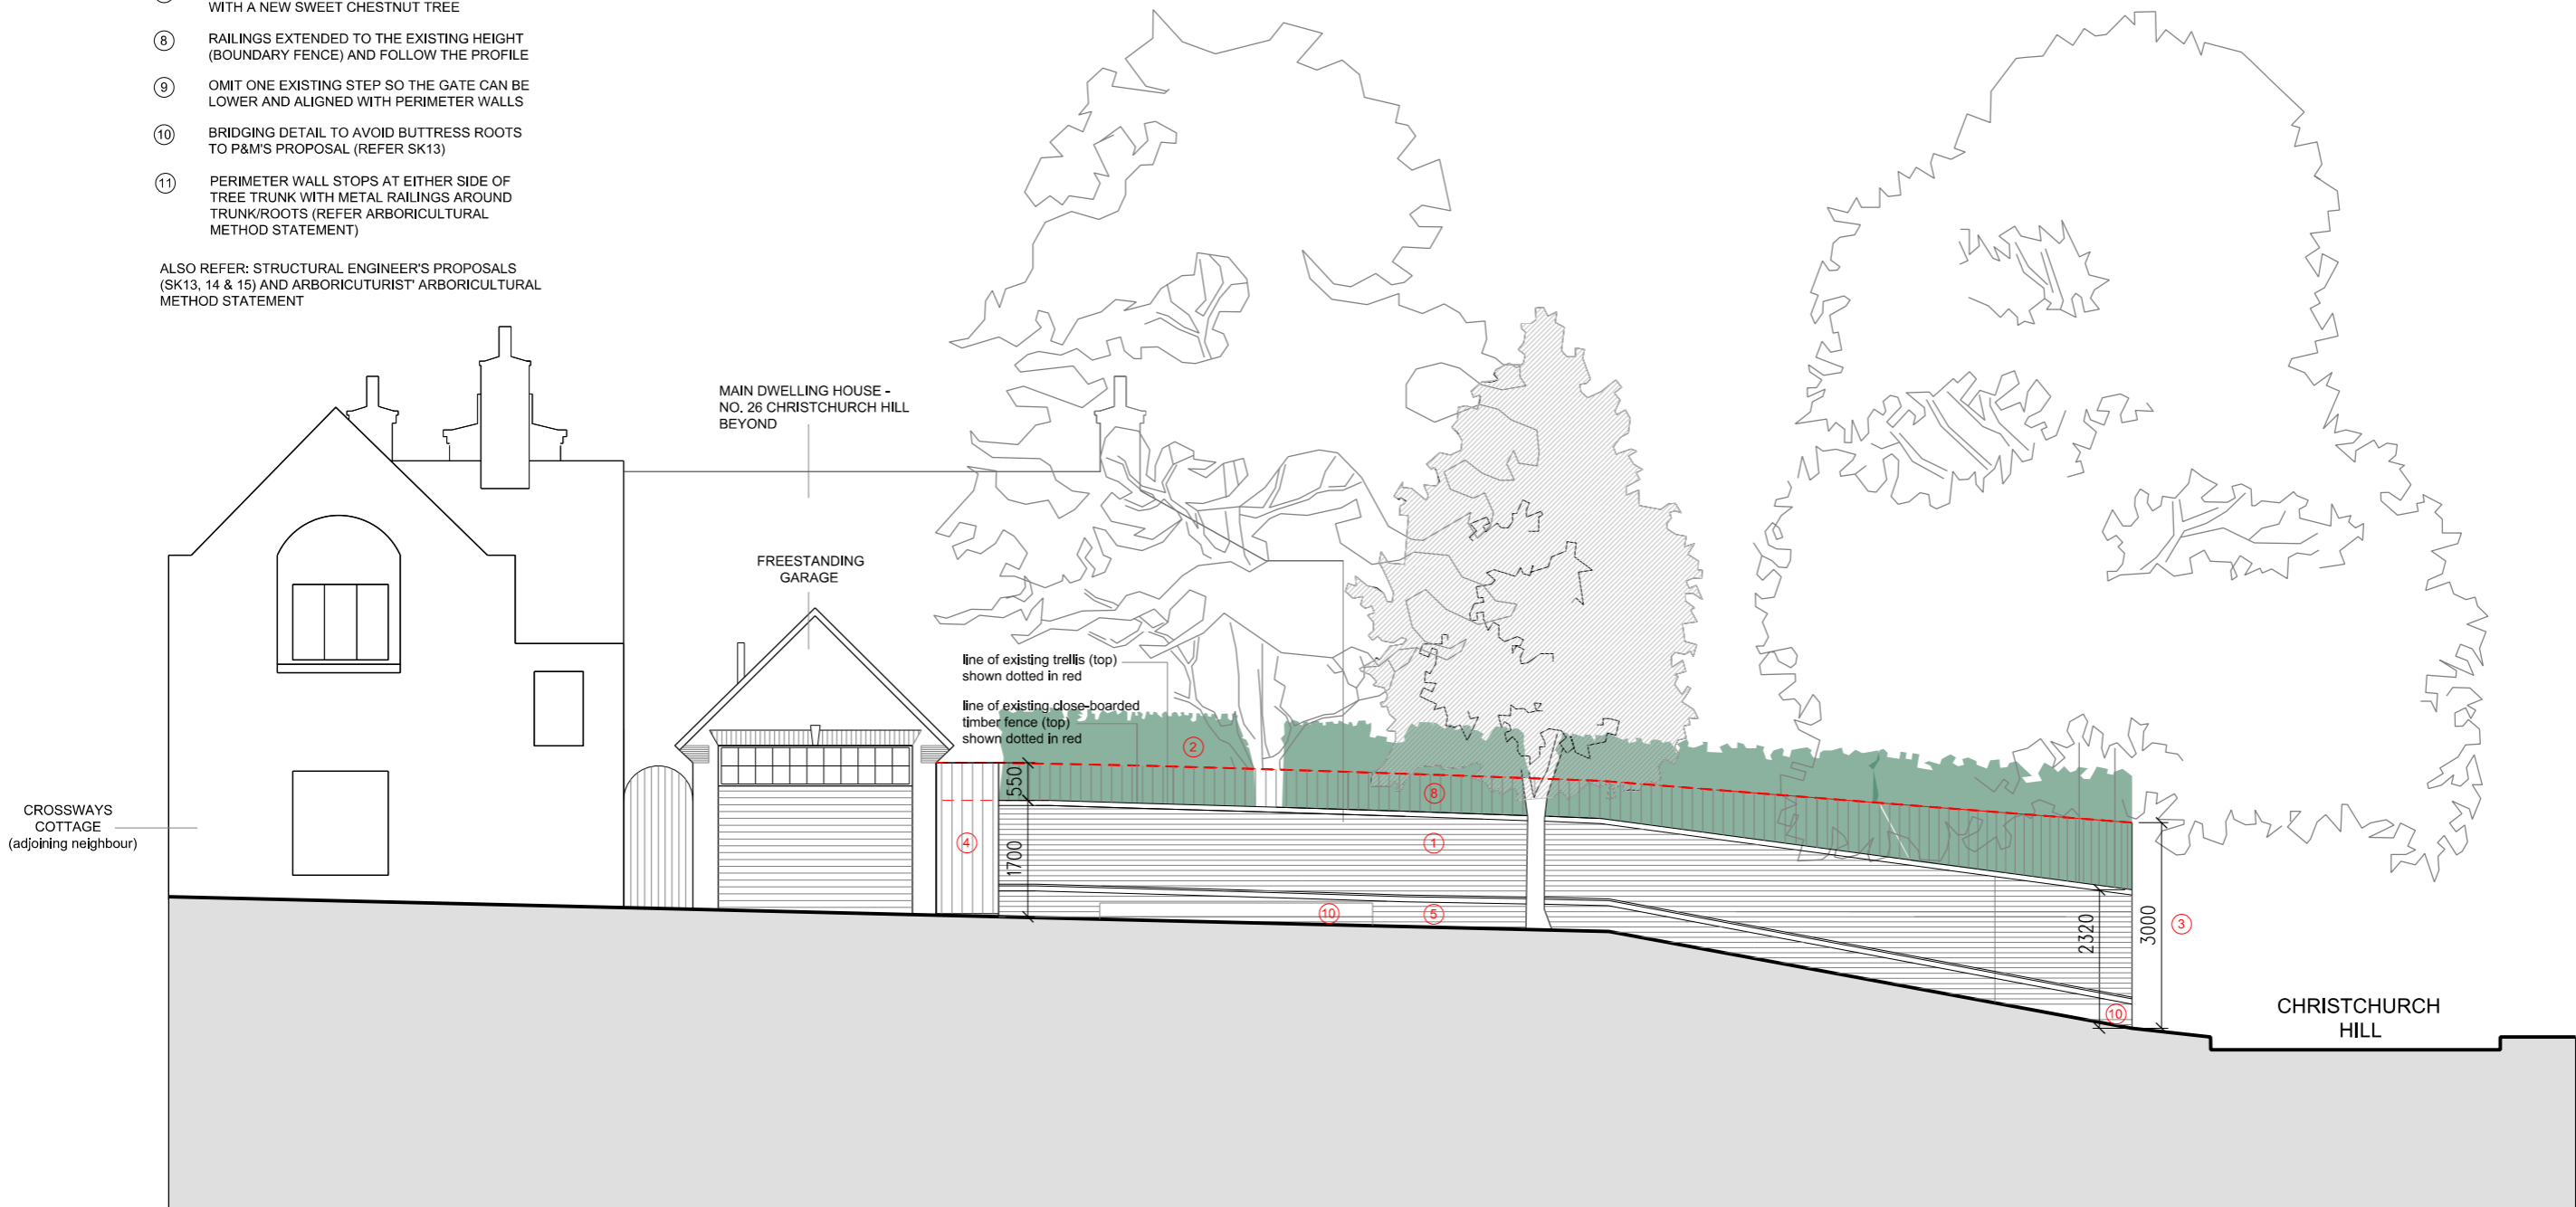 WITH A NEW SWEET CHESTNUT TREE
8 RAILINGS EXTENDED TO THE EXISTING HEIGHT
(BOUNDARY FENCE) AND FOLLOW THE PROFILE
9 OMIT ONE EXISTING STEP SO THE GATE CAN BE
LOWER AND ALIGNED WITH PERIMETER WALLS
10 BRIDGING DETAIL TO AVOID BUTTRESS ROOTS
TO P&M'S PROPOSAL (REFER SK13)
11 PERIMETER WALL STOPS AT EITHER SIDE OF
TREE TRUNK WITH METAL RAILINGS AROUND
TRUNK/ROOTS (REFER ARBORICULTURAL
METHOD STATEMENT)
ALSO REFER: STRUCTURAL ENGINEER'S PROPOSALS
(SK13, 14 & 15) AND ARBORICUTURIST' ARBORICULTURAL
METHOD STATEMENT
MAIN DWELLING HOUSE -
NO. 26 CHRISTCHURCH HILL
BEYOND
FREESTANDING
GARAGE
line of existing trellis (top)
shown dotted in red
line of existing close-boarded
timber fence (top)
shown dotted in red
2
550
8
CROSSWAYS
COTTAGE
(adjoining neighbour)
4
1700
1
10
5
2320
3000
3
10
CHRISTCHURCH
HILL